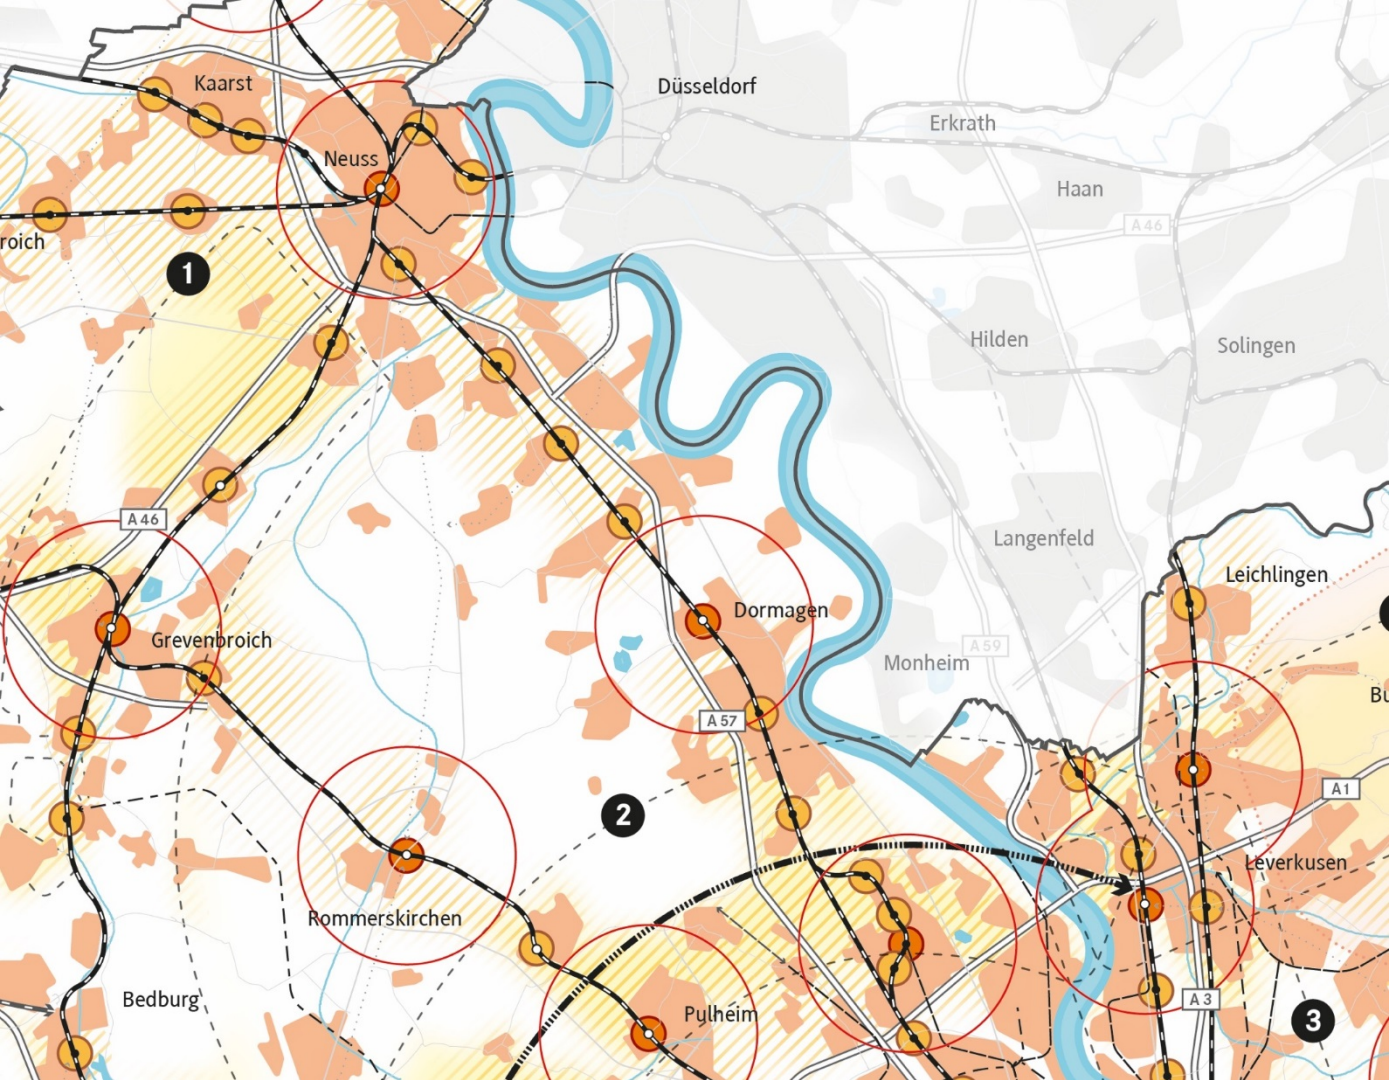 Kaarst
Düsseldorf
Erkrath
Neuss
Haan
A 46
roich
1
Hilden
Solingen
A 46
Langenfeld
Leichlingen
Dormagen
Grevenbroich
A 59
Monheim
Bu
A 57
A 1
2
Leverkusen
Rommerskirchen
Bedburg
A 3
Pulheim
3